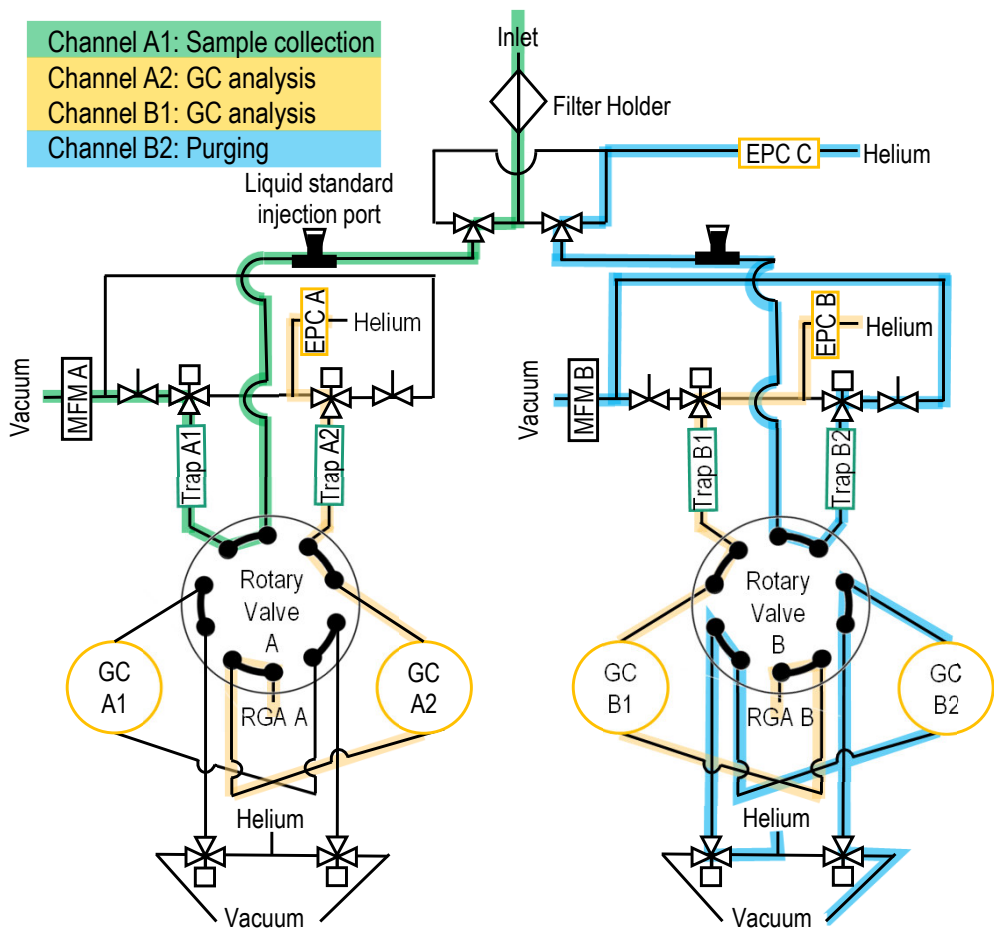 Channel A1: Sample collection
Channel A2: GC analysis
Channel B1: GC analysis
Channel B2: Purging
Inlet
Filter Holder
EPC C
Helium
Liquid standard
injection port
EPC A
Helium
EPC B
Helium
Vacuum
MFM A
Vacuum
MFM B
Trap A1
Trap A2
Trap B1
Trap B2
Rotary
Valve
A
Rotary
Valve
B
GC
A1
GC
A2
GC
B1
GC
B2
RGA A
RGA B
Helium
Helium
Vacuum
Vacuum